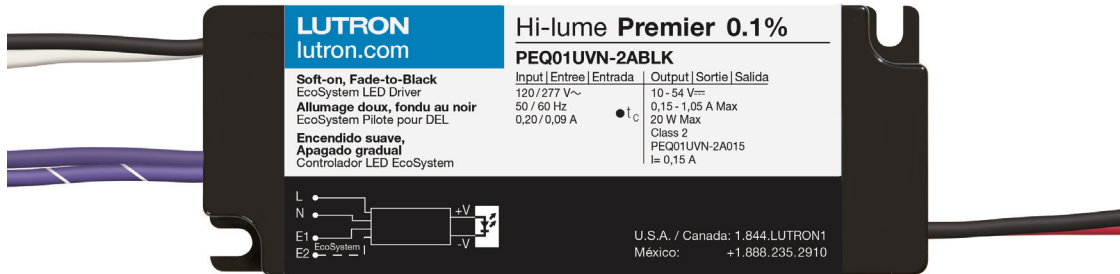 LUTRON
lutron.com
Soft-on, Fade-to-Black
EcoSystem LED Driver
Allumage doux, fondu au noir
EcoSystem Pilote pour DEL
Encendido suave,
Apagado gradual
Controlador LED EcoSystem
Hi-lume Premier 0.1%
PEQ01UVN-2ABLK
Input | Entree | Entrada
120/277 V~
50 / 60 Hz
0,20/0,09 A
●tc
Output | Sortie | Salida
10 - 54 V⎓
0,15 - 1,05 A Max
20 W Max
Class 2
PEQ01UVN-2A015
I= 0,15 A
L
N
E1
EcoSystem
E2
+V
-V
U.S.A. / Canada: 1.844.LUTRON1
México: +1.888.235.2910